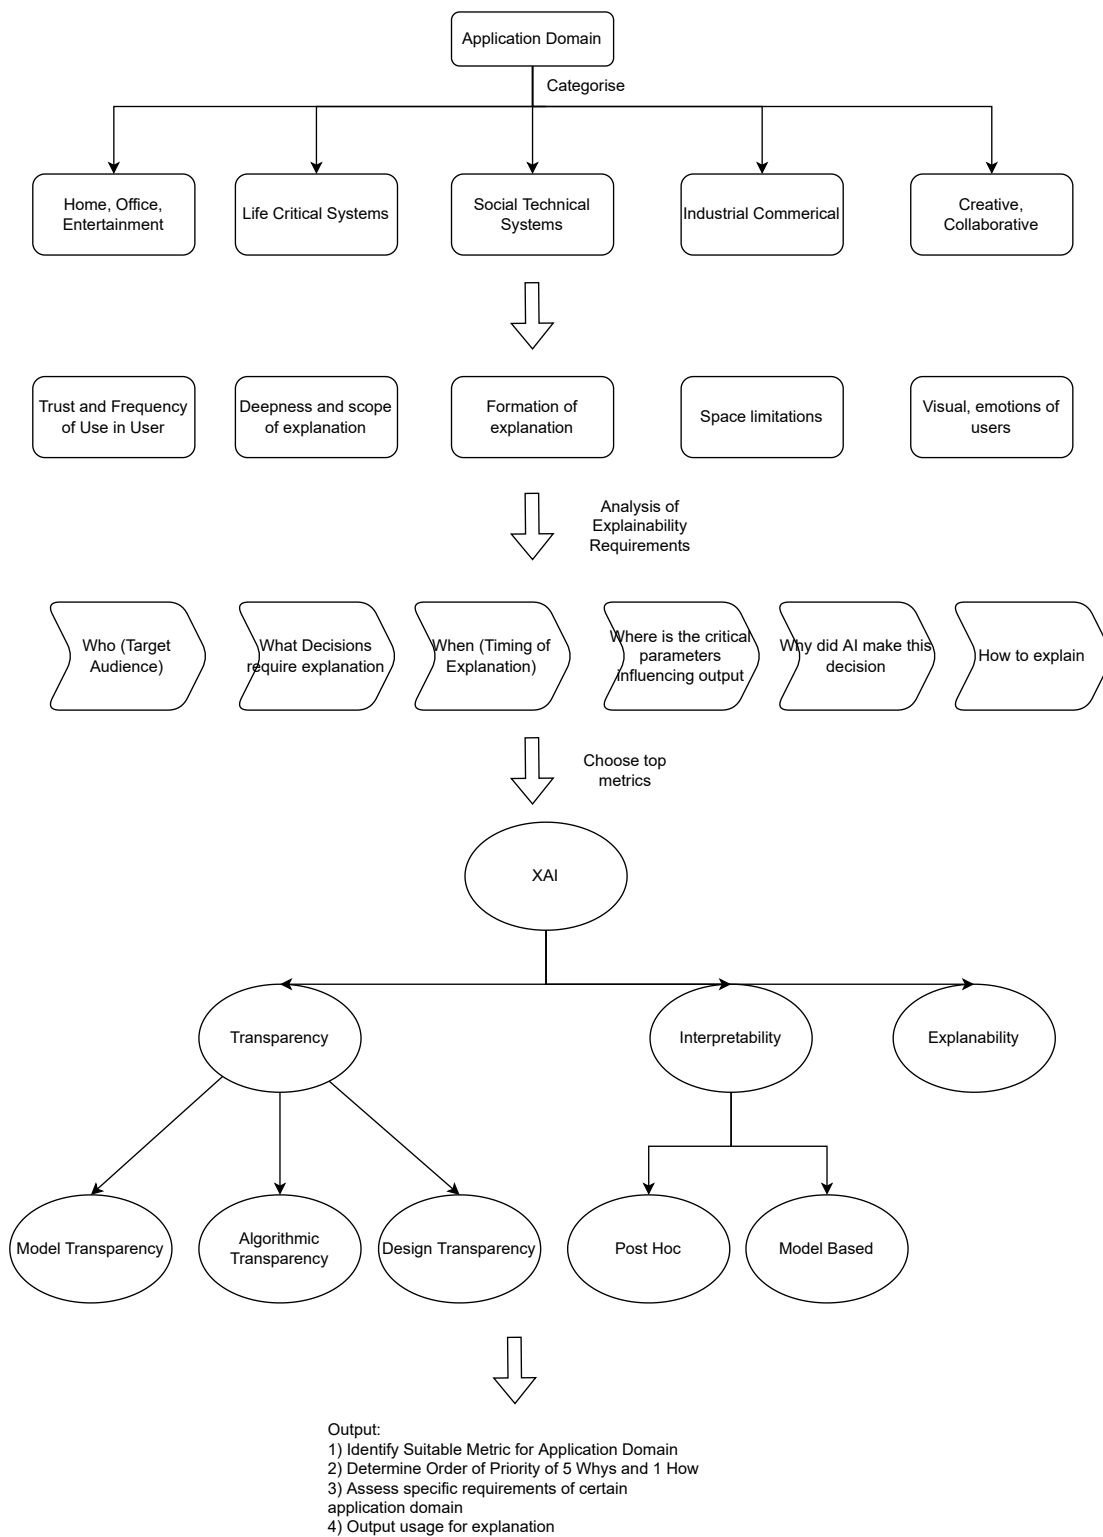 Application Domain
Categorise
Home, Office,
Entertainment
Life Critical Systems
Social Technical
Systems
Industrial Commerical
Creative,
Collaborative
Trust and Frequency
of Use in User
Deepness and scope
of explanation
Formation of
explanation
Space limitations
Visual, emotions of
users
Analysis of
Explainability
Requirements
Who (Target
Audience)
What Decisions
require explanation
When (Timing of
Explanation)
Where is the critical
parameters
influencing output
Why did AI make this
decision
How to explain
Choose top
metrics
XAI
Transparency
Interpretability
Explanability
Model Transparency
Algorithmic
Transparency
Design Transparency
Post Hoc
Model Based
Output:
1) Identify Suitable Metric for Application Domain
2) Determine Order of Priority of 5 Whys and 1 How
3) Assess specific requirements of certain
application domain
4) Output usage for explanation